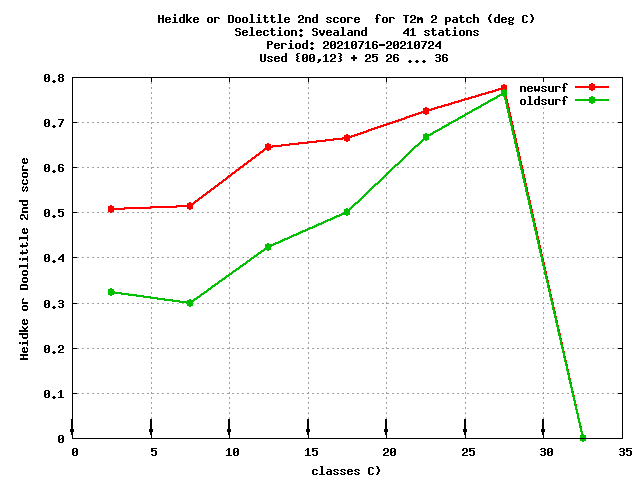 Heidke or Doolittle 2nd score  for T2m 2 patch (deg C)
Selection: Svealand     41 stations
Period: 20210716-20210724
Used {00,12} + 25 26 ... 36
newsurf
oldsurf
Heidke or Doolittle 2nd score
0.8
0.7
0.6
0.5
0.4
0.3
0.2
0.1
0
0 5 10 15 20 25 30 35
classes C)